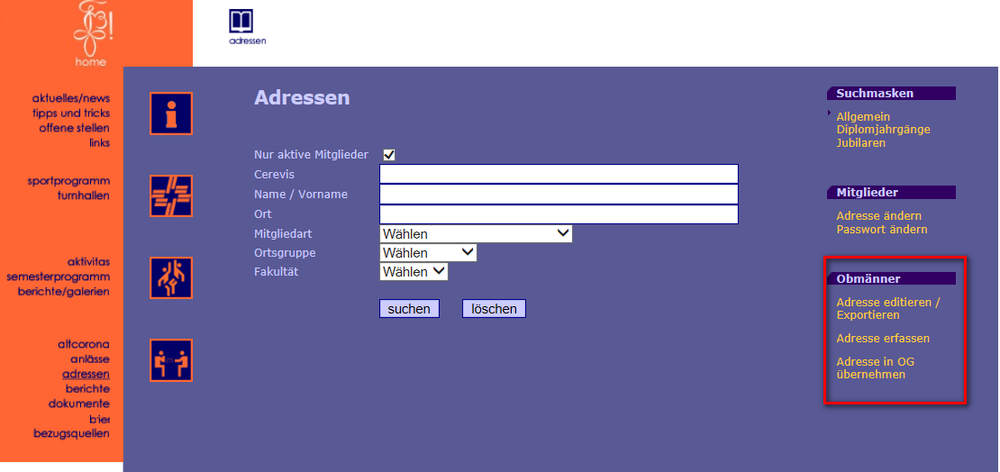 home
adressen
aktuelles/news
tipps und tricks
offene stellen
links
sportprogramm
turnhallen
aktivitas
semesterprogramm
berichte/galerien
altcorona
anlässe
adressen
berichte
dokumente
bier
bezugsquellen
Adressen
Nur aktive Mitglieder
Cerevis
Name / Vorname
Ort
Mitgliedart Wählen
Ortsgruppe Wählen
Fakultät Wählen
suchen löschen
Suchmasken
Allgemein
Diplomjahrgänge
Jubilaren
Mitglieder
Adresse ändern
Passwort ändern
Obmänner
Adresse editieren /
Exportieren
Adresse erfassen
Adresse in OG
übernehmen